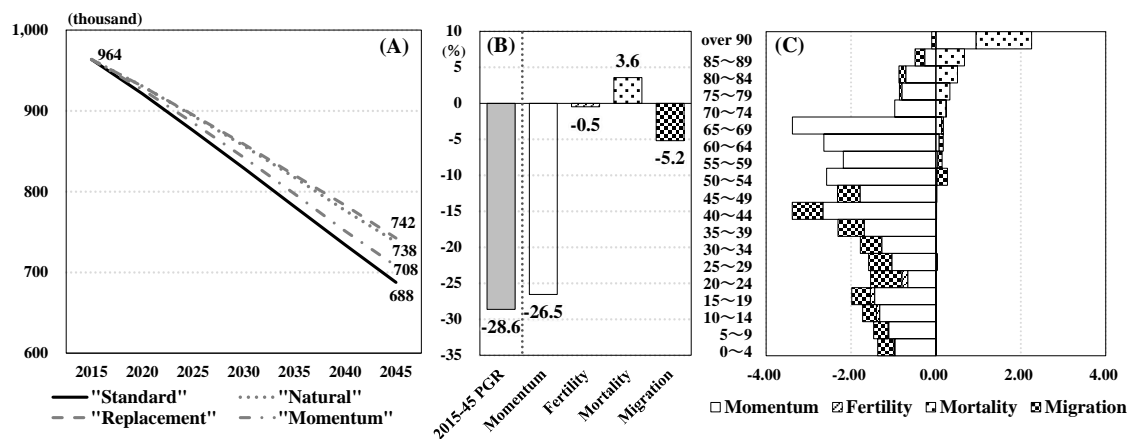 (thousand)
1,000
900
800
700
600
964
(A)
742
738
708
688
2015 2020 2025 2030 2035 2040 2045
"Standard" "Natural"
"Replacement" "Momentum"
10
(%)
5
0
-5
-10
-15
-20
-25
-30
-35
(B)
3.6
-0.5
-5.2
-28.6
-26.5
2015-45 PGR
Momentum
Fertility
Mortality
Migration
(C)
over 90
85～89
80～84
75～79
70～74
65～69
60～64
55～59
50～54
45～49
40～44
35～39
30～34
25～29
20～24
15～19
10～14
5～9
0～4
-4.00 -2.00 0.00 2.00 4.00
Momentum Fertility Mortality Migration